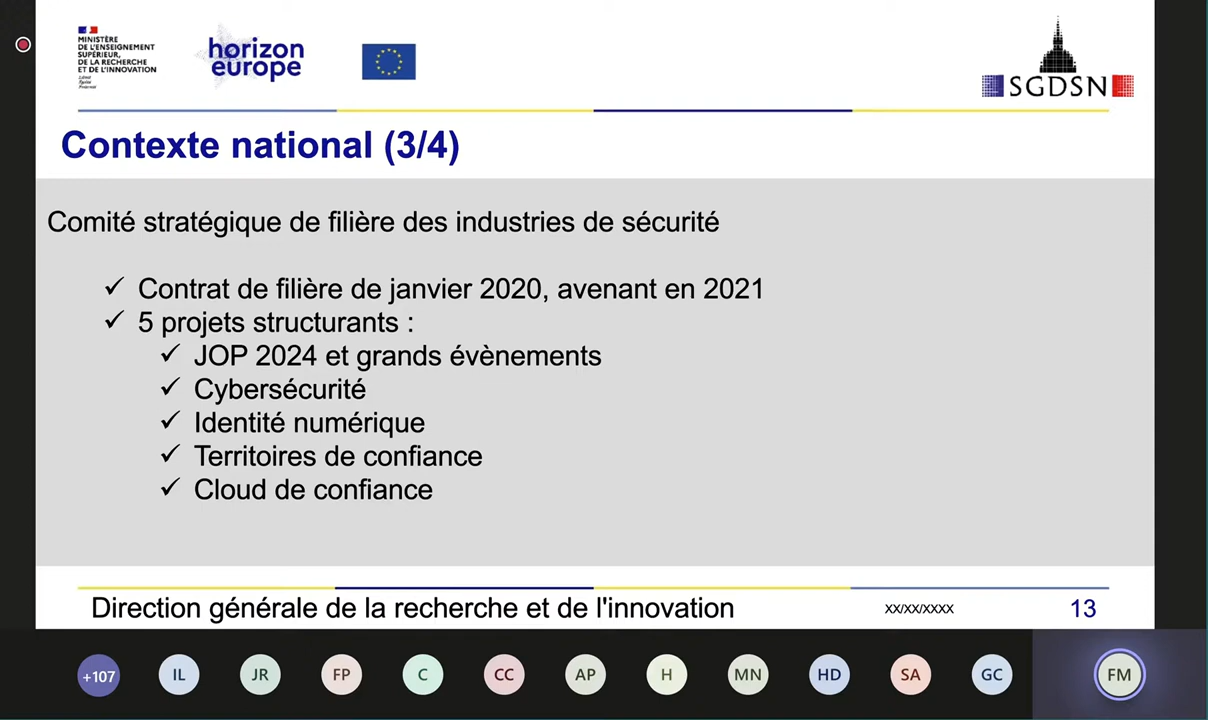 MINISTÈRE
DE L'ENSEIGNEMENT
SUPÉRIEUR,
DE LA RECHERCHE
ET DE L'INNOVATION
Liberté
Égalité
Fraternité
horizon
europe
SGDSN
Contexte national (3/4)
Comité stratégique de filière des industries de sécurité
✓ Contrat de filière de janvier 2020, avenant en 2021
✓ 5 projets structurants :
✓ JOP 2024 et grands évènements
✓ Cybersécurité
✓ Identité numérique
✓ Territoires de confiance
✓ Cloud de confiance
Direction générale de la recherche et de l'innovation xx/xx/xxxx 13
+107 IL JR FP C CC AP H MN HD SA GC FM